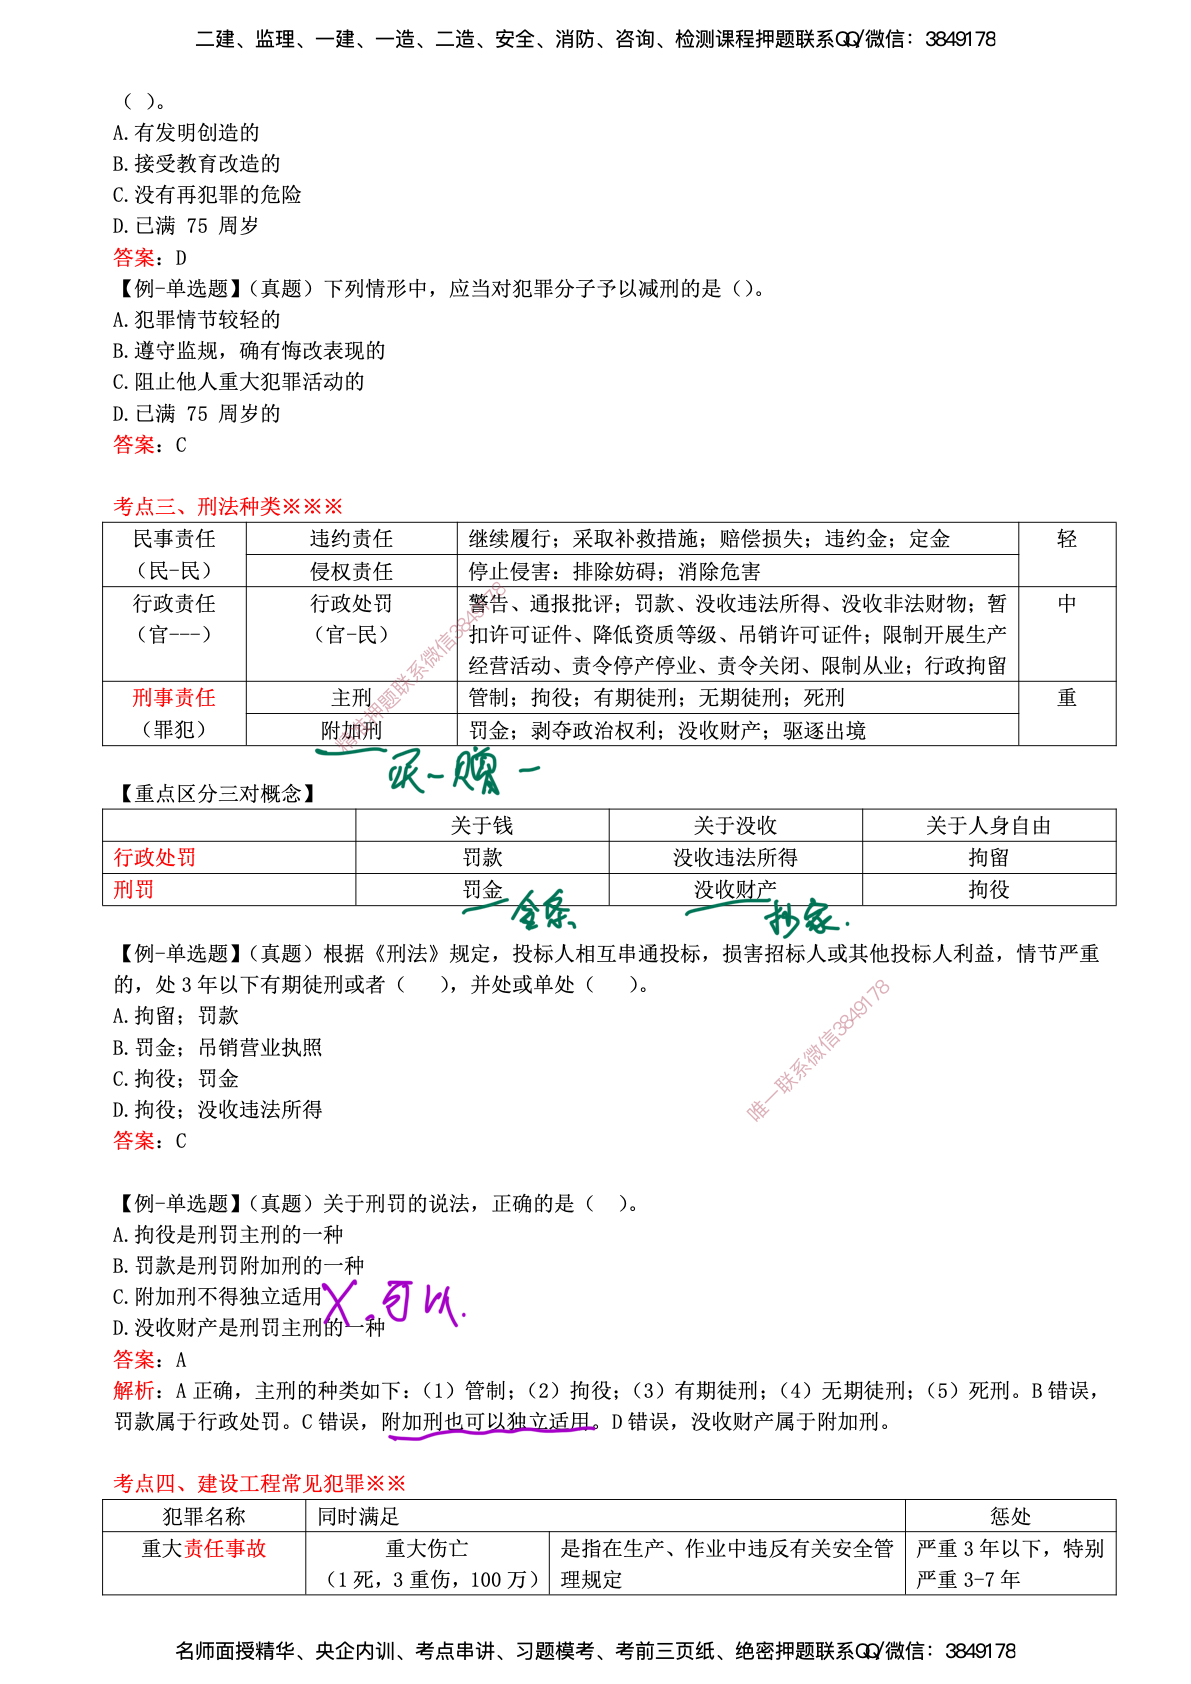 二建、监理、一建、一造、二造、安全、消防、咨询、检测课程押题联系QQ/微信：3849178
（ ）。
A.有发明创造的
B.接受教育改造的
C.没有再犯罪的危险
D.已满 75 周岁
答案：D
【例-单选题】（真题）下列情形中，应当对犯罪分子予以减刑的是（）。
A.犯罪情节较轻的
B.遵守监规，确有悔改表现的
C.阻止他人重大犯罪活动的
D.已满 75 周岁的
答案：C
考点三、刑法种类※※※
民事责任 违约责任 继续履行；采取补救措施；赔偿损失；违约金；定金 轻
（民-民） 侵权责任 停止侵害：排除妨碍；消除危害
行政责任 行政处罚 警告、通报批评；罚款、没收违法所得、没收非法财物；暂 中
（官---） （官-民） 扣许可证件、降低资质等级、吊销许可证件；限制开展生产
经营活动、责令停产停业、责令关闭、限制从业；行政拘留
刑事责任 主刑 管制；拘役；有期徒刑；无期徒刑；死刑 重
（罪犯） 附加刑 罚金；剥夺政治权利；没收财产；驱逐出境
精准押题联系微信3849178
买一赠一
【重点区分三对概念】
关于钱 关于没收 关于人身自由
行政处罚 罚款 没收违法所得 拘留
刑罚 罚金 没收财产 拘役
金条、 抄家.
【例-单选题】（真题）根据《刑法》规定，投标人相互串通投标，损害招标人或其他投标人利益，情节严重
的，处 3 年以下有期徒刑或者（ ），并处或单处（ ）。
A.拘留；罚款
B.罚金；吊销营业执照
C.拘役；罚金
D.拘役；没收违法所得
答案：C
唯一联系微信3849178
【例-单选题】（真题）关于刑罚的说法，正确的是（ ）。
A.拘役是刑罚主刑的一种
B.罚款是刑罚附加刑的一种
C.附加刑不得独立适用 X.可以.
D.没收财产是刑罚主刑的一种
答案：A
解析：A 正确，主刑的种类如下：（1）管制；（2）拘役；（3）有期徒刑；（4）无期徒刑；（5）死刑。B 错误，
罚款属于行政处罚。C 错误，附加刑也可以独立适用。D 错误，没收财产属于附加刑。
考点四、建设工程常见犯罪※※
犯罪名称 同时满足 惩处
重大责任事故 重大伤亡 是指在生产、作业中违反有关安全管 严重 3 年以下，特别
（1 死，3 重伤，100 万） 理规定 严重 3-7 年
名师面授精华、央企内训、考点串讲、习题模考、考前三页纸、绝密押题联系QQ/微信：3849178